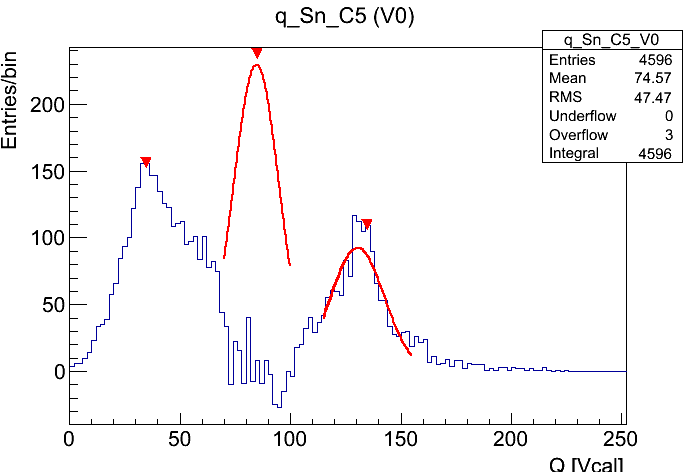 q_Sn_C5 (V0)
q_Sn_C5_V0
Entries 4596
Mean 74.57
RMS 47.47
Underflow 0
Overflow 3
Integral 4596
Entries/bin
200
150
100
50
0
0 50 100 150 200 250
Q [Vcal]